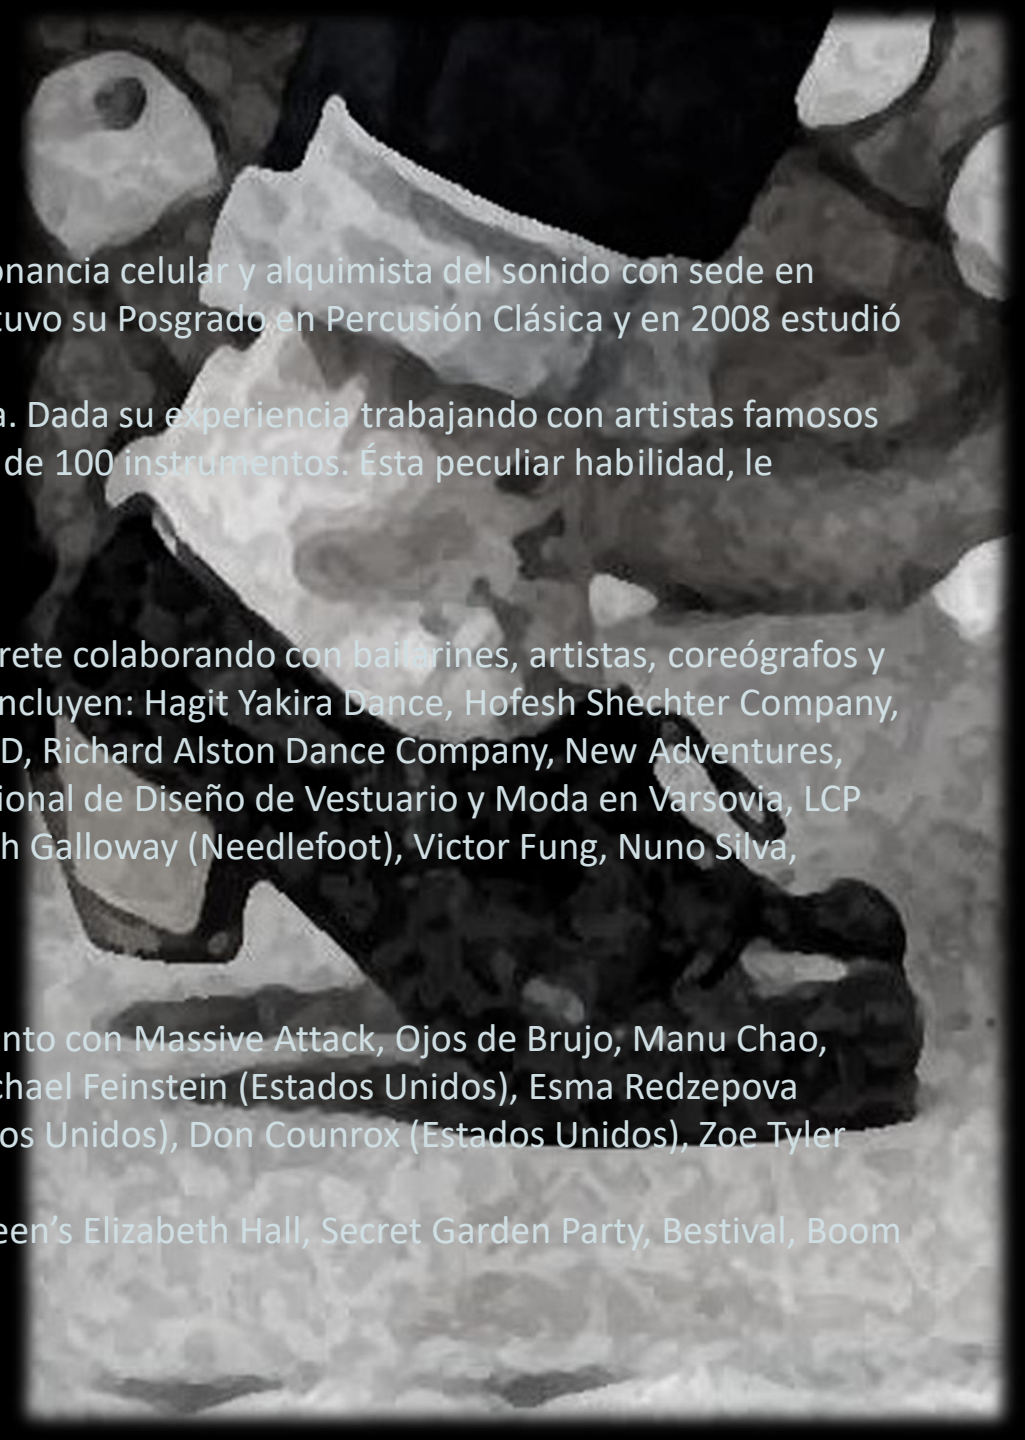 onancia celular y alquimista del sonido con sede en
tuvo su Posgrado en Percusión Clásica y en 2008 estudió
a. Dada su experiencia trabajando con artistas famosos
de 100 instrumentos. Ésta peculiar habilidad, le
rete colaborando con bailarines, artistas, coreógrafos y
ncluyen: Hagit Yakira Dance, Hofesh Shechter Company,
D, Richard Alston Dance Company, New Adventures,
ional de Diseño de Vestuario y Moda en Varsovia, LCP
h Galloway (Needlefoot), Victor Fung, Nuno Silva,
nto con Massive Attack, Ojos de Brujo, Manu Chao,
chael Feinstein (Estados Unidos), Esma Redzepova
os Unidos), Don Counrox (Estados Unidos), Zoe Tyler
een’s Elizabeth Hall, Secret Garden Party, Bestival, Boom